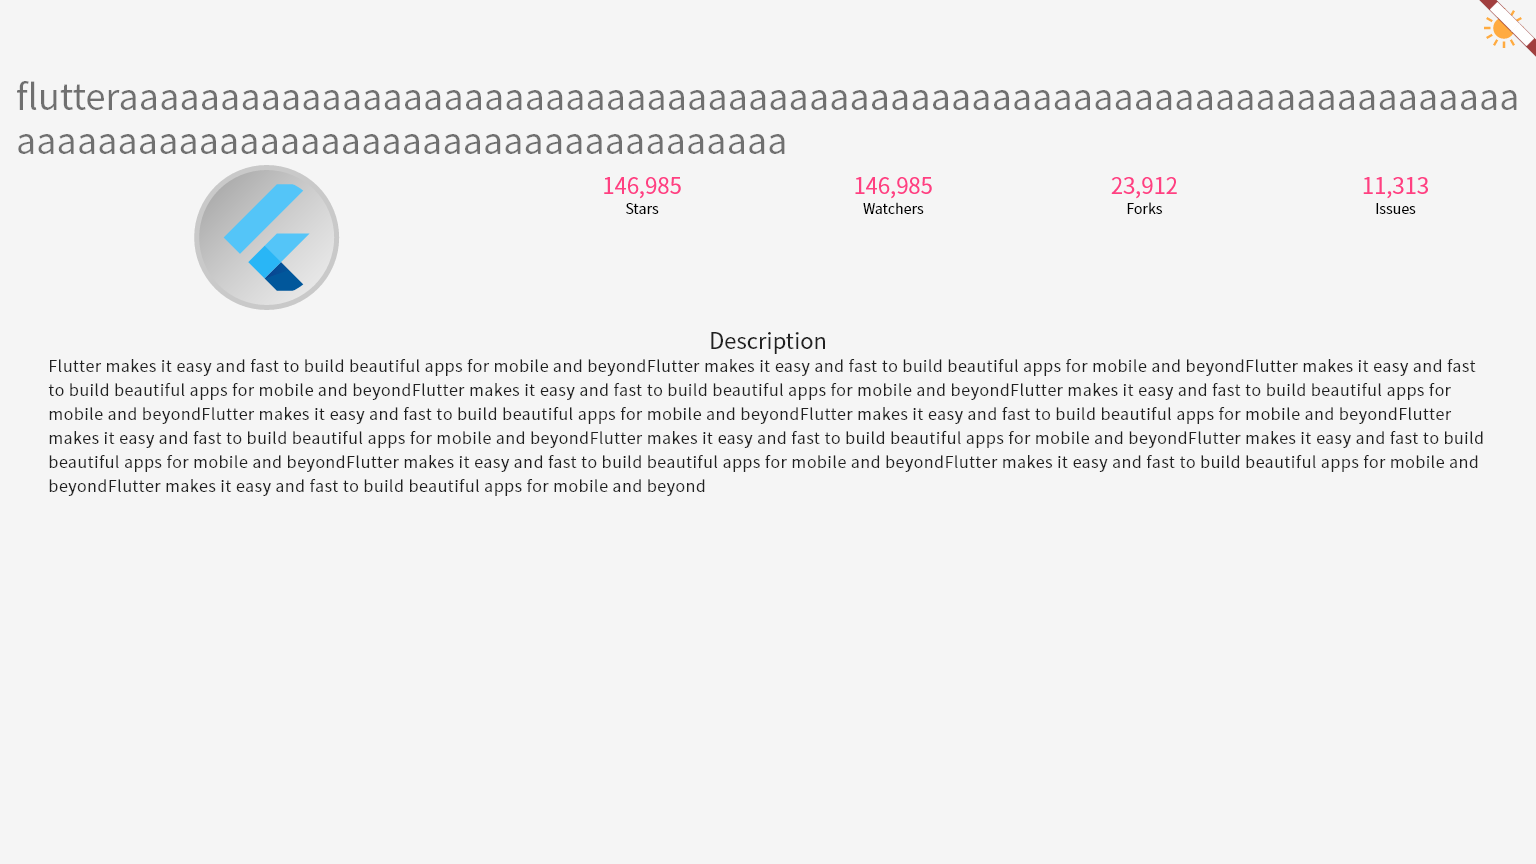 flutteraaaaaaaaaaaaaaaaaaaaaaaaaaaaaaaaaaaaaaaaaaaaaaaaaaaaaaaaaaaaaaaaaaaaa
aaaaaaaaaaaaaaaaaaaaaaaaaaaaaaaaaaaaaa
146,985 146,985 23,912 11,313
Stars Watchers Forks Issues
Description
Flutter makes it easy and fast to build beautiful apps for mobile and beyondFlutter makes it easy and fast to build beautiful apps for mobile and beyondFlutter makes it easy and fast
to build beautiful apps for mobile and beyondFlutter makes it easy and fast to build beautiful apps for mobile and beyondFlutter makes it easy and fast to build beautiful apps for
mobile and beyondFlutter makes it easy and fast to build beautiful apps for mobile and beyondFlutter makes it easy and fast to build beautiful apps for mobile and beyondFlutter
makes it easy and fast to build beautiful apps for mobile and beyondFlutter makes it easy and fast to build beautiful apps for mobile and beyondFlutter makes it easy and fast to build
beautiful apps for mobile and beyondFlutter makes it easy and fast to build beautiful apps for mobile and beyondFlutter makes it easy and fast to build beautiful apps for mobile and
beyondFlutter makes it easy and fast to build beautiful apps for mobile and beyond